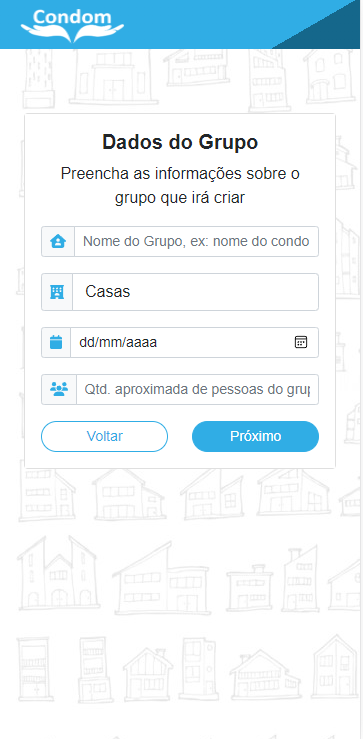 Condom
Dados do Grupo
Preencha as informações sobre o
grupo que irá criar
Nome do Grupo, ex: nome do condo
Casas
dd/mm/aaaa
Qtd. aproximada de pessoas do grup
Voltar
Próximo